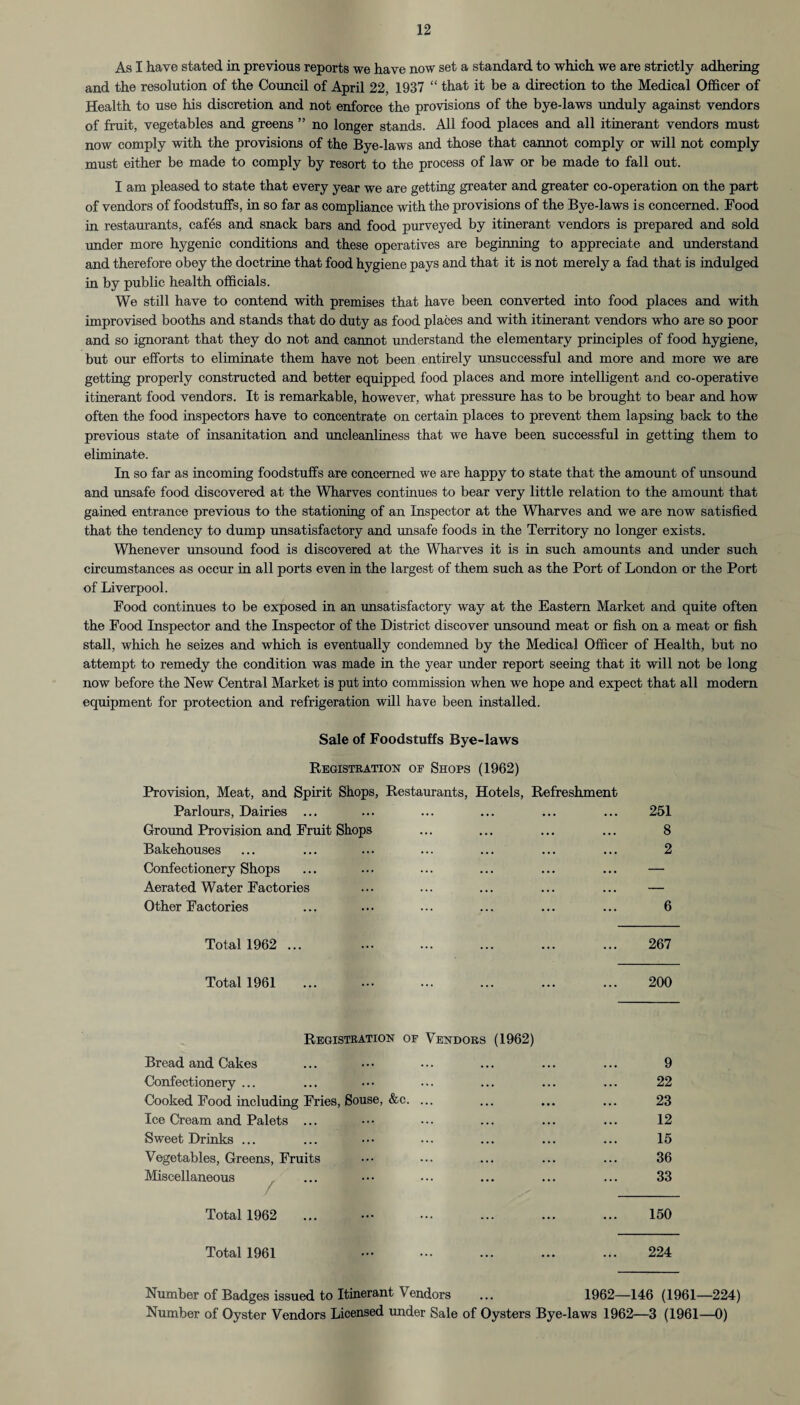 12
As I have stated in previous reports we have now set a standard to which we are strictly adhering
and the resolution of the Council of April 22, 1937 “ that it be a direction to the Medical Officer of
Health to use his discretion and not enforce the provisions of the bye-laws unduly against vendors
of fruit, vegetables and greens ” no longer stands. All food places and all itinerant vendors must
now comply with the provisions of the Bye-laws and those that cannot comply or will not comply
must either be made to comply by resort to the process of law or be made to fall out.
I am pleased to state that every year we are getting greater and greater co-operation on the part
of vendors of foodstuffs, in so far as compliance with the provisions of the Bye-laws is concerned. Food
in restaurants, cafés and snack bars and food purveyed by itinerant vendors is prepared and sold
under more hygenic conditions and these operatives are beginning to appreciate and understand
and therefore obey the doctrine that food hygiene pays and that it is not merely a fad that is indulged
in by public health officials.
We still have to contend with premises that have been converted into food places and with
improvised booths and stands that do duty as food places and with itinerant vendors who are so poor
and so ignorant that they do not and cannot understand the elementary principles of food hygiene,
but our efforts to eliminate them have not been entirely unsuccessful and more and more we are
getting properly constructed and better equipped food places and more intelligent and co-operative
itinerant food vendors. It is remarkable, however, what pressure has to be brought to bear and how
often the food inspectors have to concentrate on certain places to prevent them lapsing back to the
previous state of insanitation and uncleanliness that we have been successful in getting them to
eliminate.
In so far as incoming foodstuffs are concerned we are happy to state that the amount of unsound
and unsafe food discovered at the Wharves continues to bear very little relation to the amount that
gained entrance previous to the stationing of an Inspector at the Wharves and we are now satisfied
that the tendency to dump unsatisfactory and unsafe foods in the Territory no longer exists.
Whenever unsound food is discovered at the Wharves it is in such amounts and under such
circumstances as occur in all ports even in the largest of them such as the Port of London or the Port
of Liverpool.
Food continues to be exposed in an unsatisfactory way at the Eastern Market and quite often
the Food Inspector and the Inspector of the District discover unsound meat or fish on a meat or fish
stall, which he seizes and which is eventually condemned by the Medical Officer of Health, but no
attempt to remedy the condition was made in the year under report seeing that it will not be long
now before the New Central Market is put into commission when we hope and expect that all modern
equipment for protection and refrigeration will have been installed.
Sale of Foodstuffs Bye-laws
Registration of Shops (1962)
Provision, Meat, and Spirit Shops, Restaurants, Hotels, Refreshment
Parlours, Dairies ... ... ... ... ... ... 251
Ground Provision and Fruit Shops ... ... ... ... 8
Bakehouses ... ... ... ... ... ... ... 2
Confectionery Shops ... ... ... ... ... ... —
Aerated Water Factories ... ... ... ... ... —
Other Factories ... ... ... ... ... ... 6
Total 1962 ... ... ... ... ... ... 267
Total 1961 ... ... ... ... ... ... 200
Registration of Vendors (1962)
Bread and Cakes ... ... ... ... ... ... 9
Confectionery ... ... ... ... ... ... ... 22
Cooked Food including Fries, Souse, &c. ... ... ... ... 23
Ice Cream and Palets ... ... ... ... ... ... 12
Sweet Drinks ... ... ... ... ... ... ... 15
Vegetables, Greens, Fruits ... ... ... ... ... 36
Miscellaneous ... ... ... ... ... ... 33
Total 1962 ... ... ... ... ... ... 150
Total 1961 ... ... ... ... ... 224
Number of Badges issued to Itinerant Vendors ... 1962—146 (1961—224)
Number of Oyster Vendors Licensed under Sale of Oysters Bye-laws 1962—3 (1961—0)